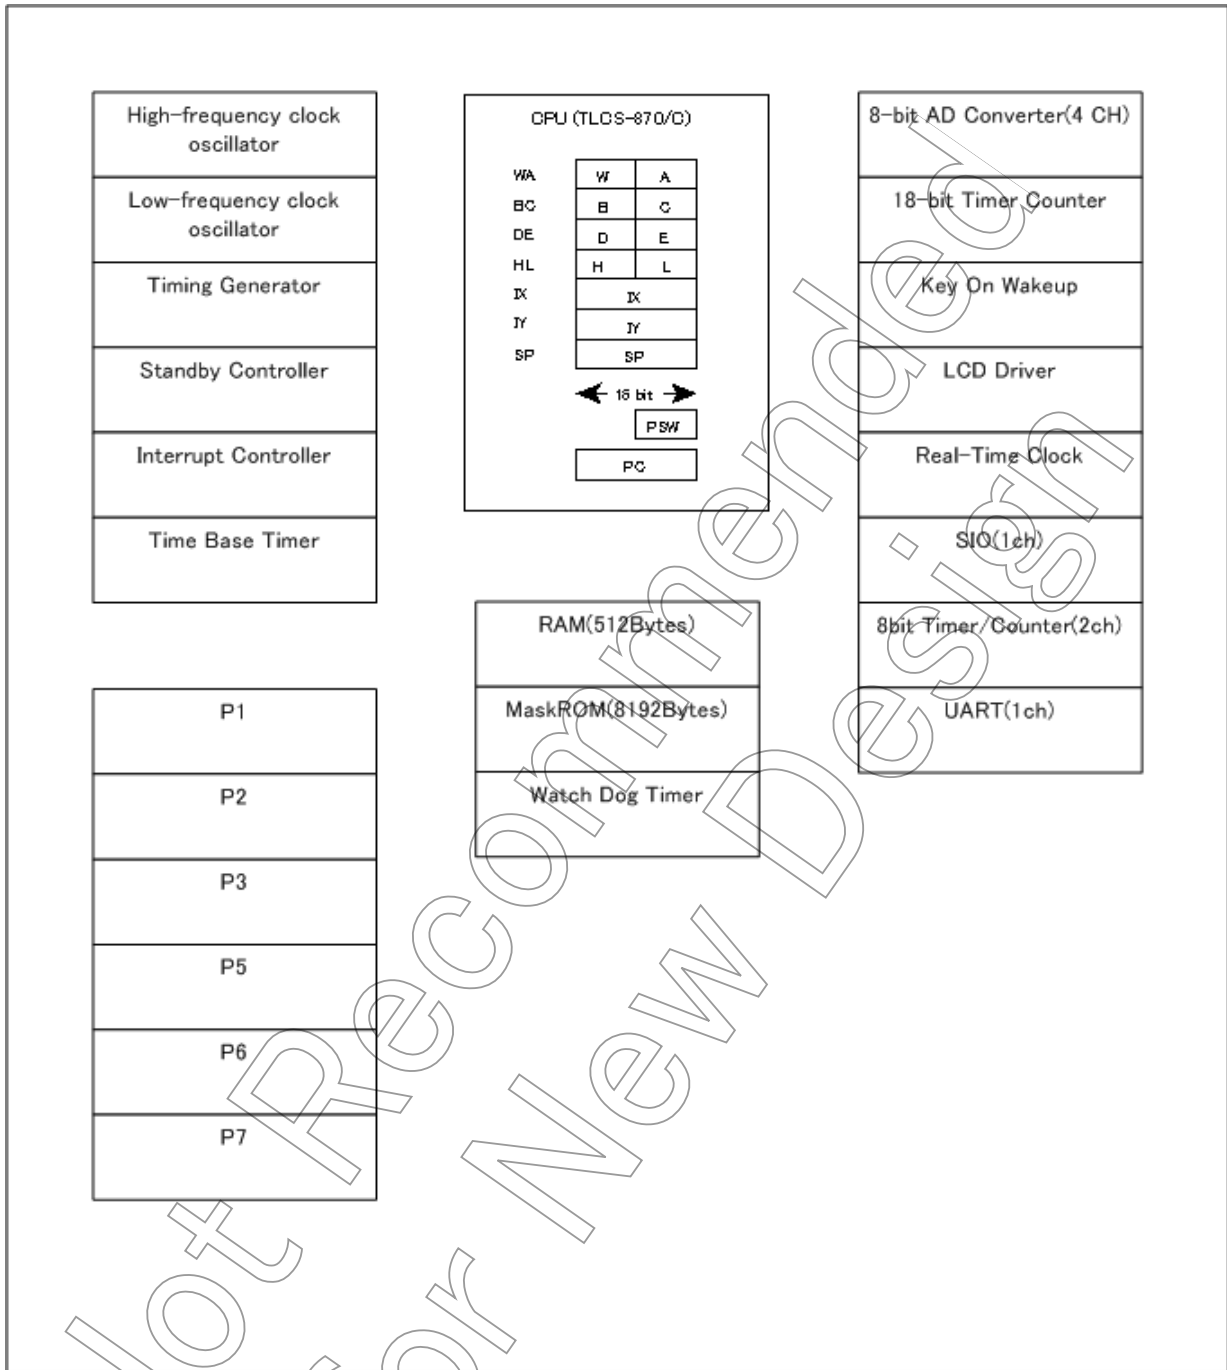 High-frequency clock
oscillator
Low-frequency clock
oscillator
Timing Generator
Standby Controller
Interrupt Controller
Time Base Timer
P1
P2
P3
P5
P6
P7
CPU (TLCS-870/C)
WA W A
BC B C
DE D E
HL H L
IX IX
IY IY
SP SP
16 bit
PSW
PC
RAM(512Bytes)
MaskROM(8192Bytes)
Watch Dog Timer
8-bit AD Converter(4 CH)
18-bit Timer Counter
Key On Wakeup
LCD Driver
Real-Time Clock
SIO(1ch)
8bit Timer/Counter(2ch)
UART(1ch)
Not Recommended
for New Design